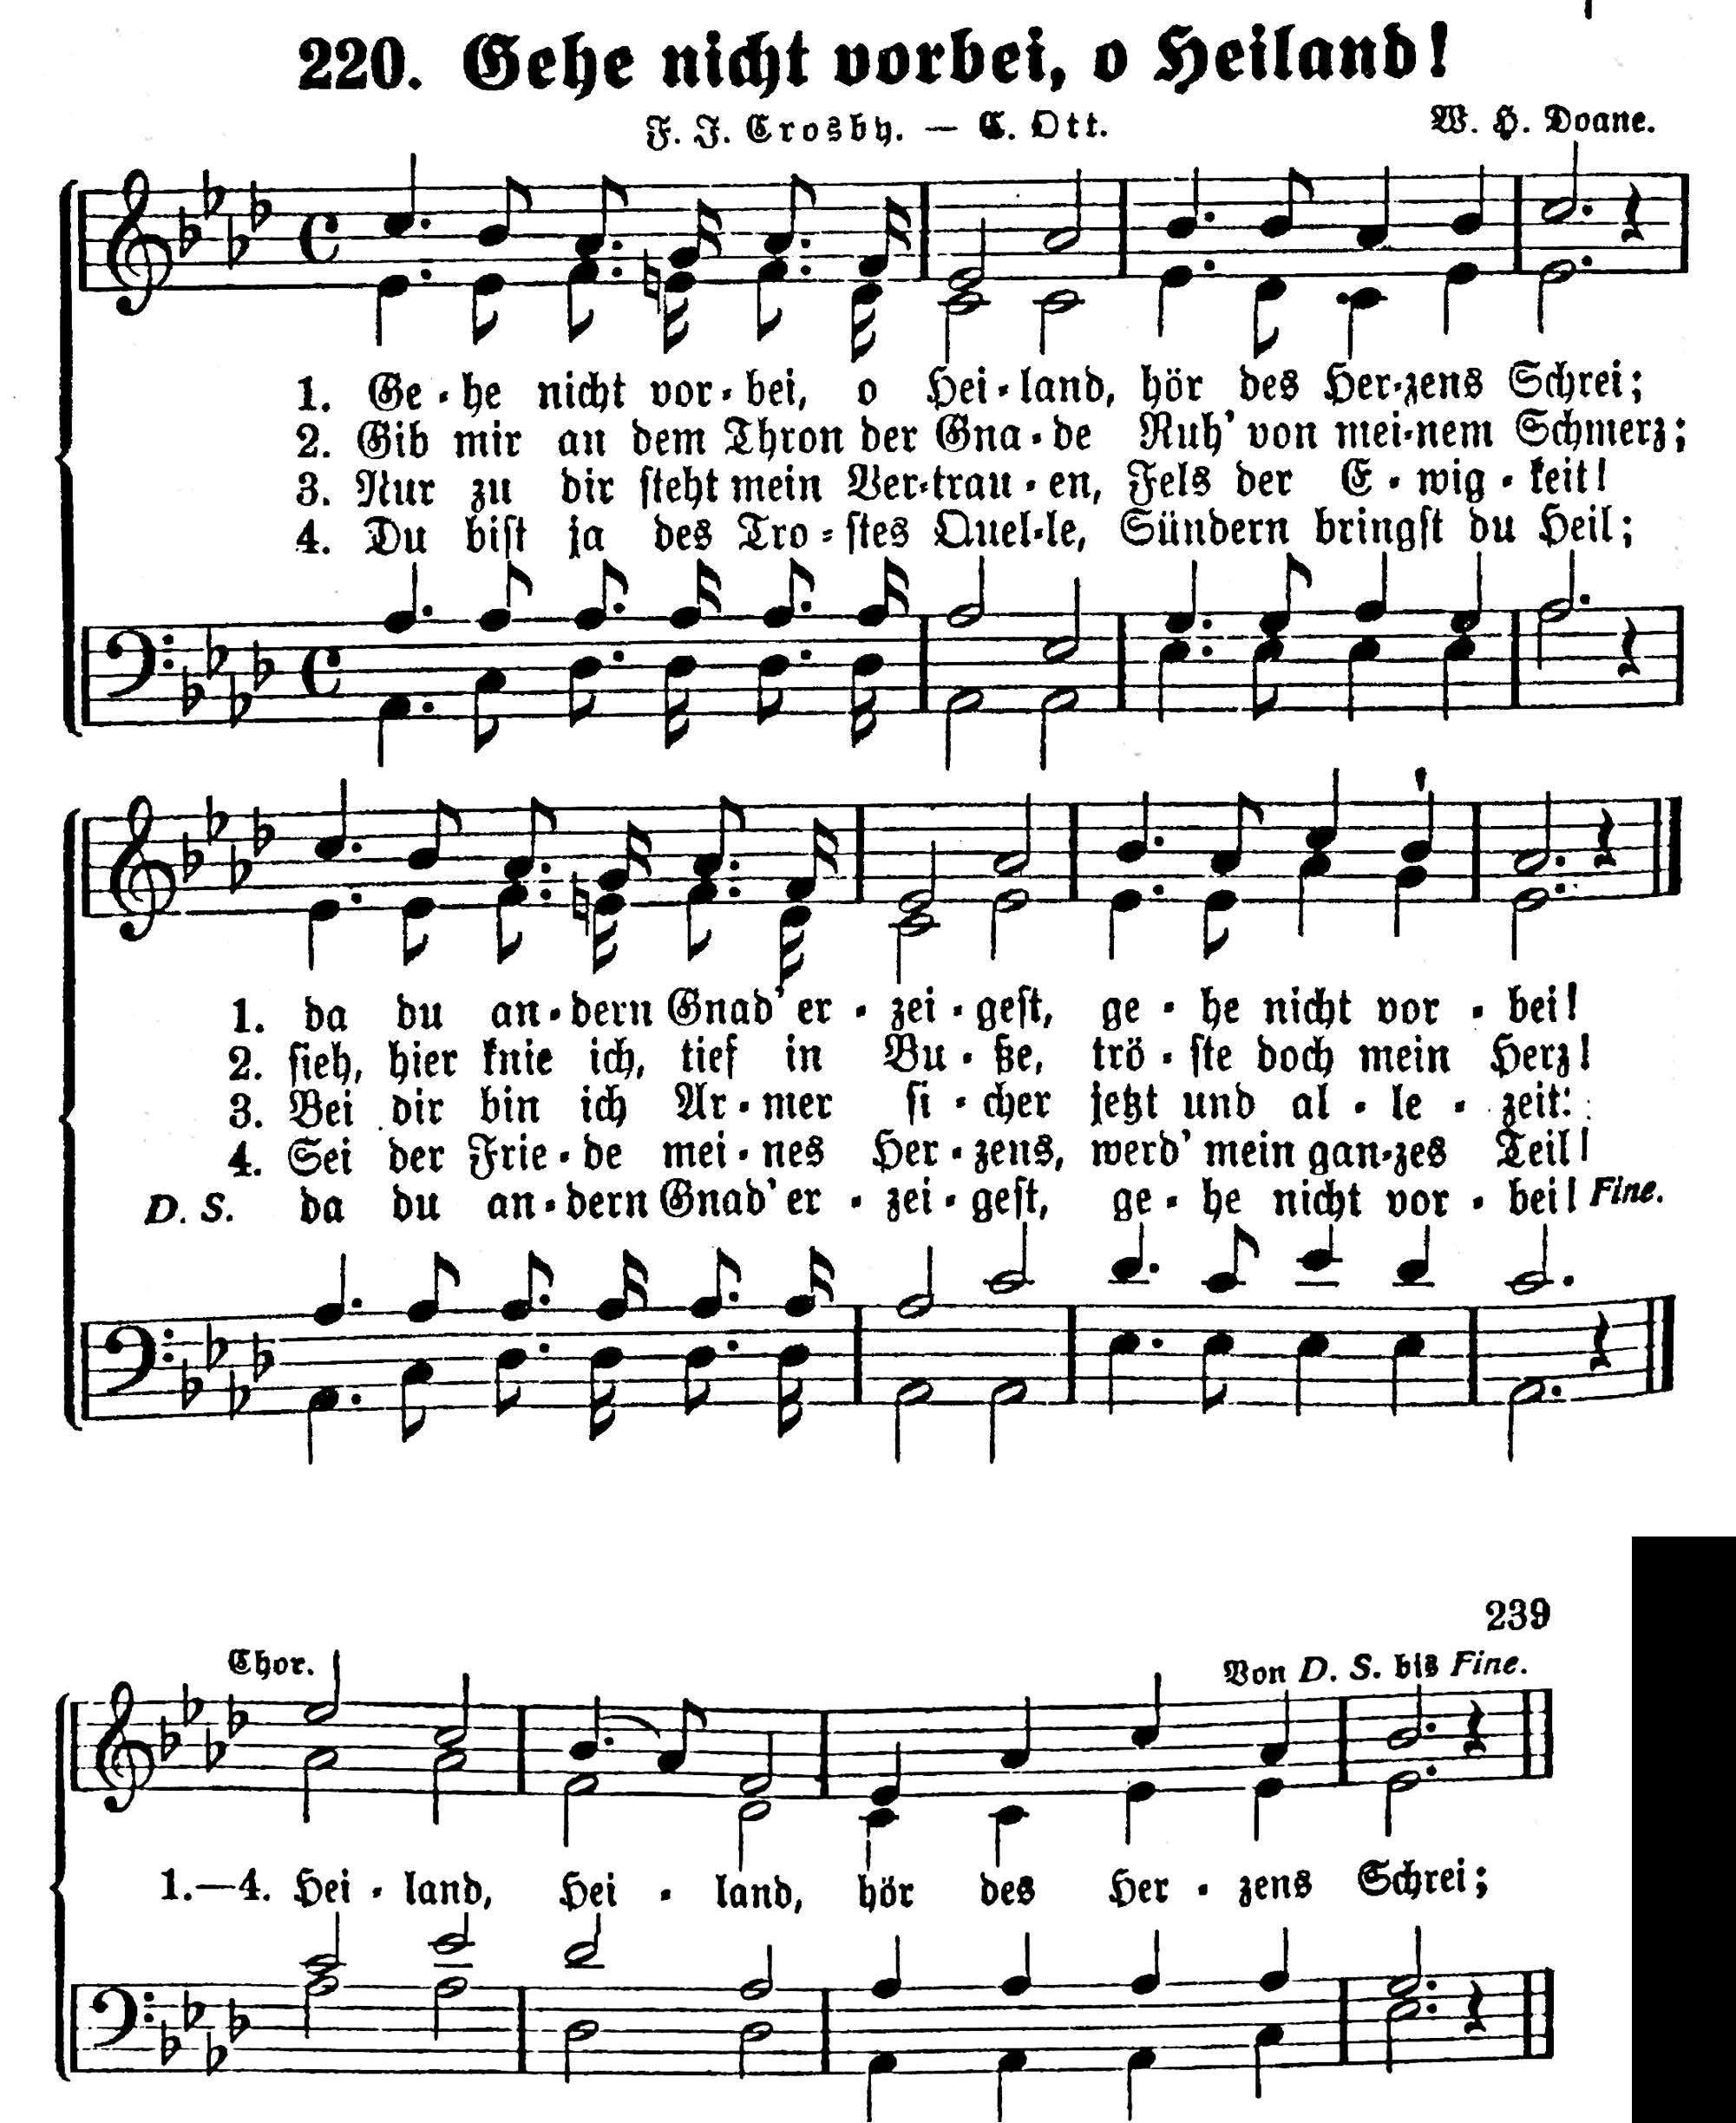 220. Gehe nicht vorbei, o Heiland!
F. J. Crosby. — C. Ott.
W. H. Doane.
1. Ge-he nicht vor-bei, o Hei-land, hör des Her-zens Schrei;
2. Gib mir an dem Thron der Gna-de Ruh' von mei-nem Schmerz;
3. Nur zu dir steht mein Ver-trau-en, Fels der E-wig-keit!
4. Du bist ja des Tro-stes Quel-le, Sündern bringst du Heil;
1. da du an-dern Gnad' er-zei-gest, ge-he nicht vor-bei!
2. sieh, hier knie ich, tief in Bu-ße, trö-ste doch mein Herz!
3. Bei dir bin ich Ar-mer si-cher jetzt und al-le-zeit:
4. Sei der Frie-de mei-nes Her-zens, werd' mein gan-zes Teil!
D. S. da du an-dern Gnad' er-zei-gest, ge-he nicht vor-bei! Fine.
239
Chor.
Von D. S. bis Fine.
1.—4. Hei-land, Hei-land, hör des Her-zens Schrei;